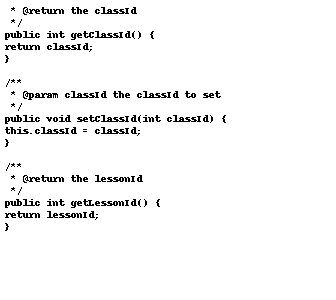 * @return the classId
 */
public int getClassId() {
return classId;
}

/**
 * @param classId the classId to set
 */
public void setClassId(int classId) {
this.classId = classId;
}

/**
 * @return the lessonId
 */
public int getLessonId() {
return lessonId;
}